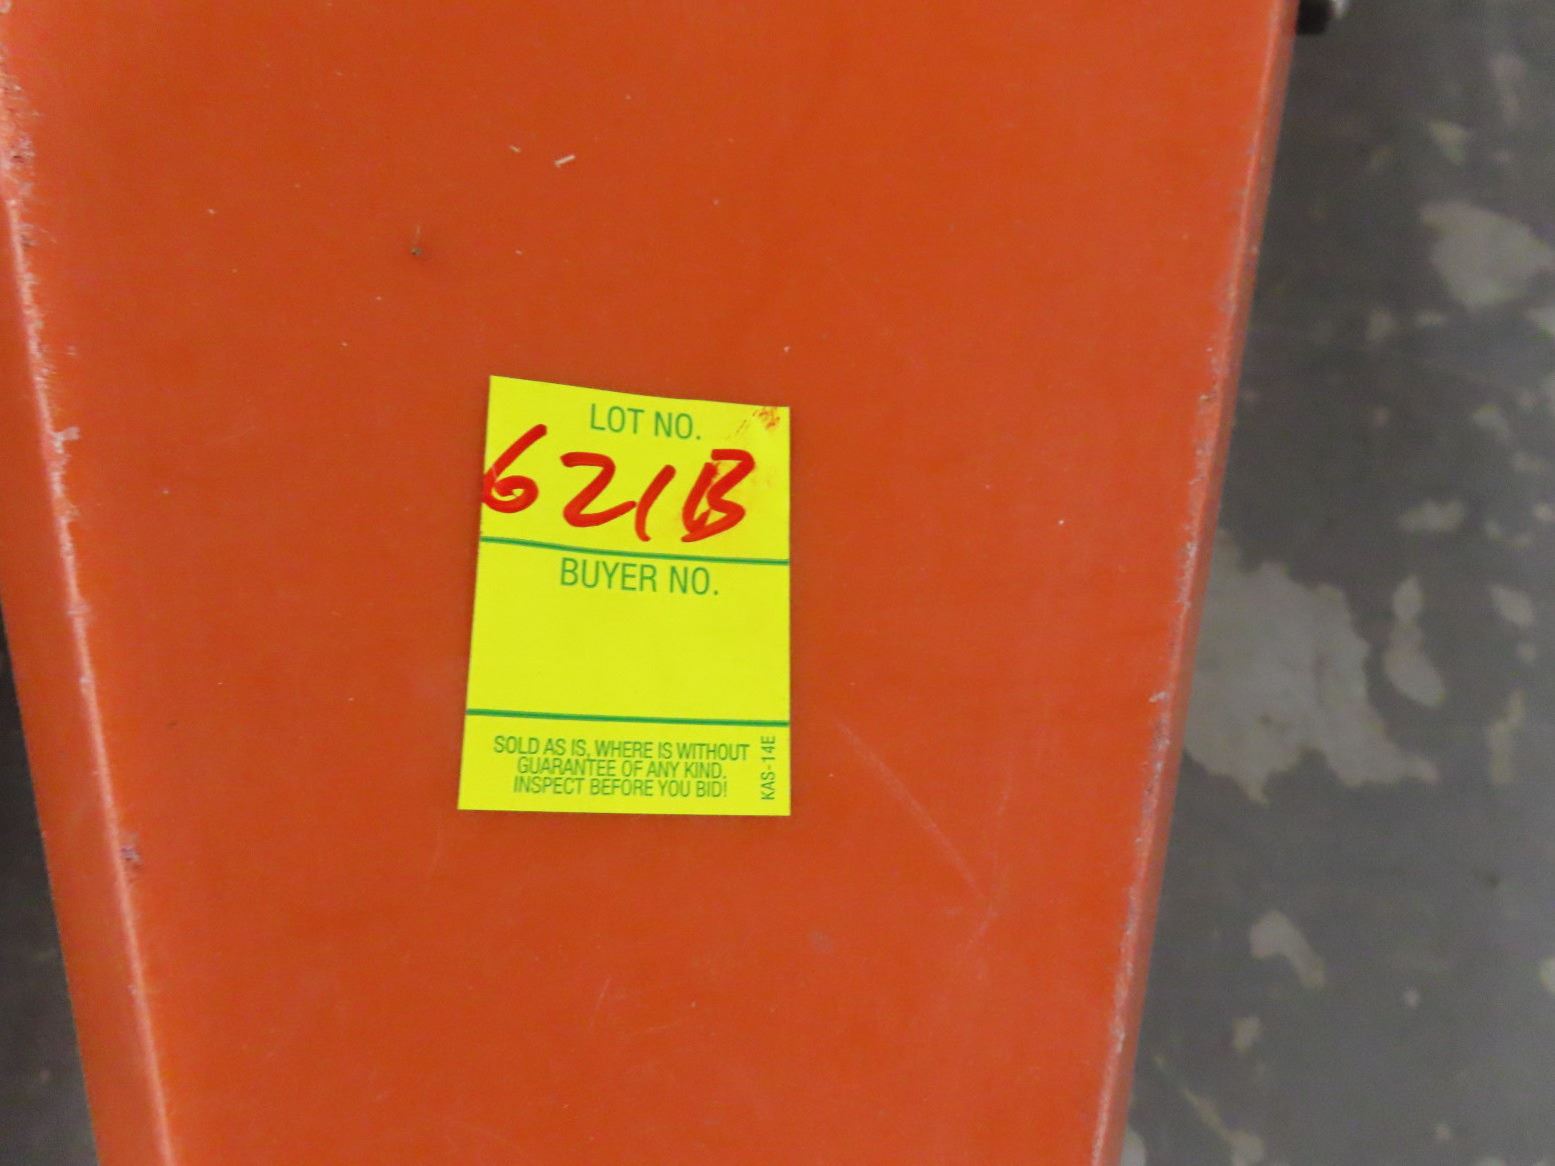 LOT NO.
621B
BUYER NO.
SOLD AS IS, WHERE IS WITHOUT
GUARANTEE OF ANY KIND.
INSPECT BEFORE YOU BID!
KAS-14E